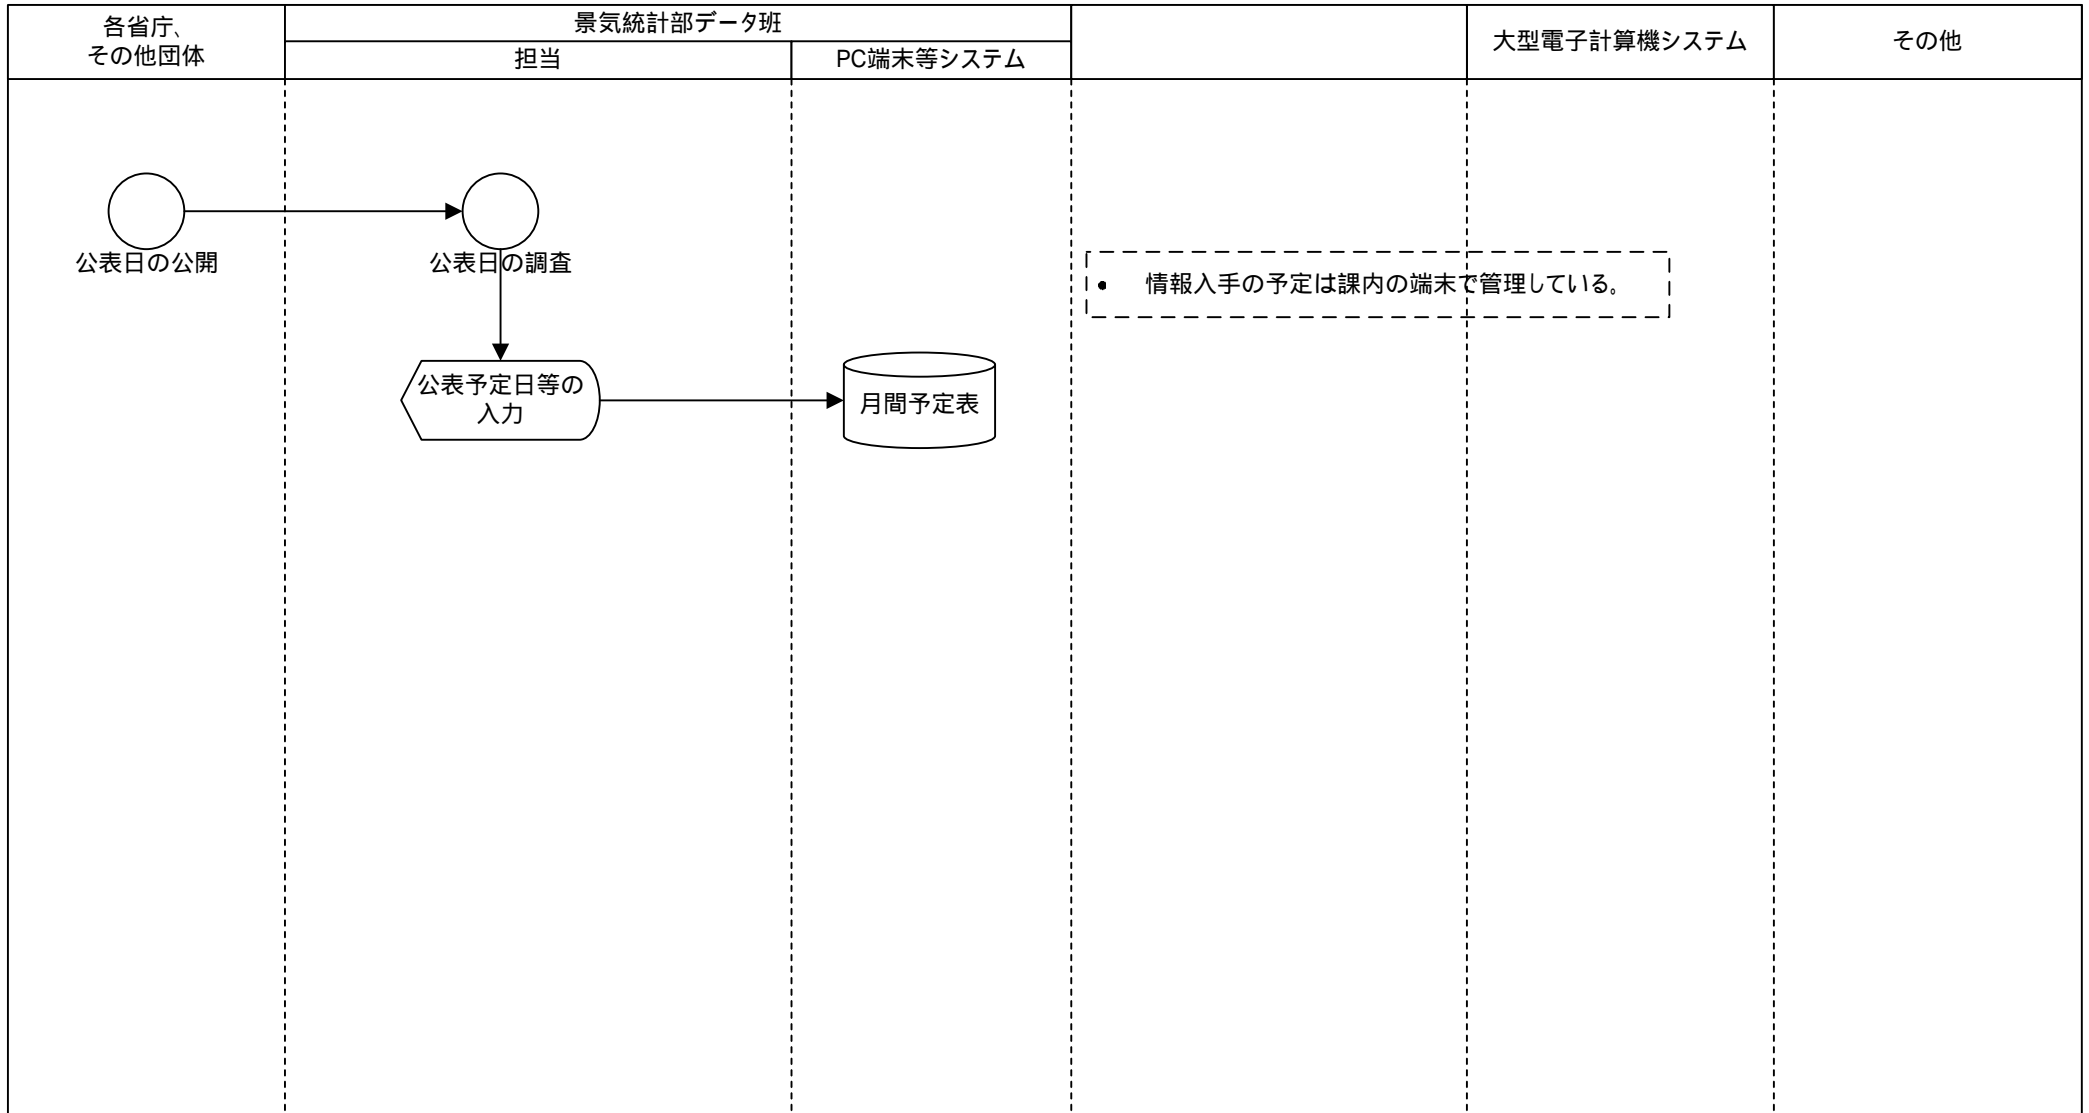 各省庁、
その他団体
景気統計部データ班
担当
PC端末等システム
大型電子計算機システム
その他
公表日の公開
公表日の調査
• 情報入手の予定は課内の端末で管理している。
公表予定日等の
入力
月間予定表